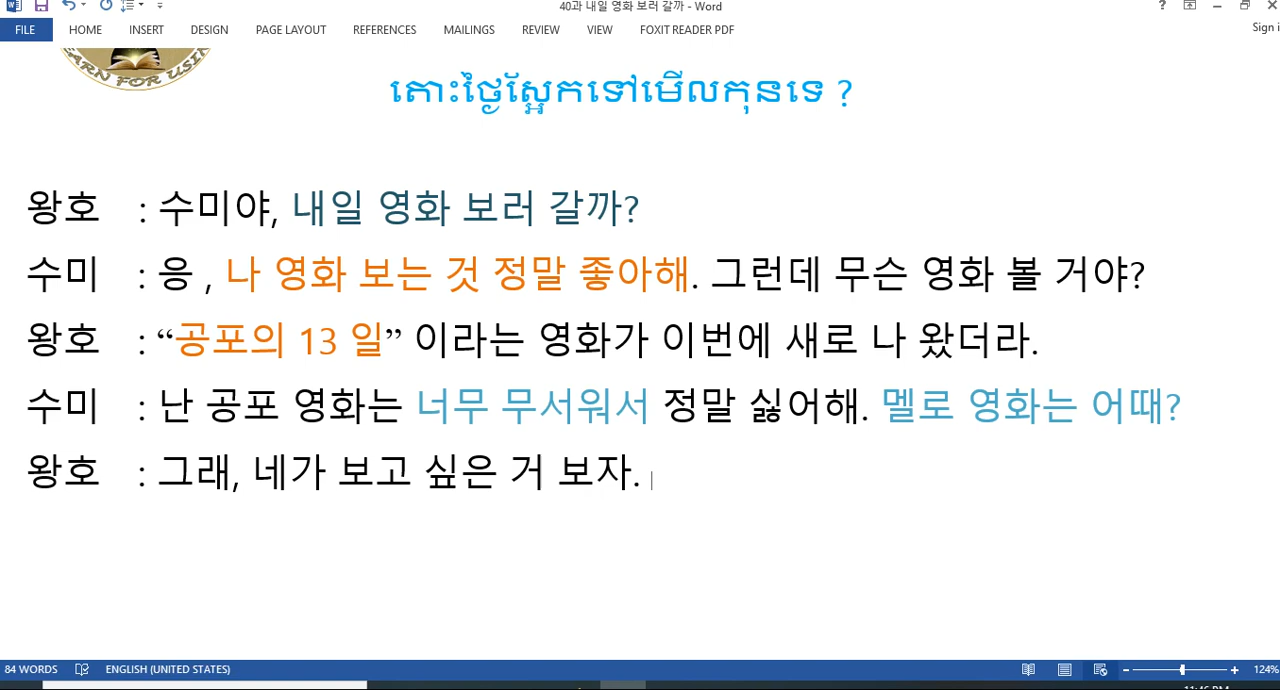 40과 내일 영화 보러 갈까 - Word
?
FILE HOME INSERT DESIGN PAGE LAYOUT REFERENCES MAILINGS REVIEW VIEW FOXIT READER PDF Sign i
ARN FOR USIN
តោះថ្ងៃស្អែកទៅមើលកុនទេ ?
왕호 : 수미야, 내일 영화 보러 갈까?
수미 : 응 , 나 영화 보는 것 정말 좋아해. 그런데 무슨 영화 볼 거야?
왕호 : “공포의 13 일” 이라는 영화가 이번에 새로 나 왔더라.
수미 : 난 공포 영화는 너무 무서워서 정말 싫어해. 멜로 영화는 어때?
왕호 : 그래, 네가 보고 싶은 거 보자.
84 WORDS ENGLISH (UNITED STATES) 124%